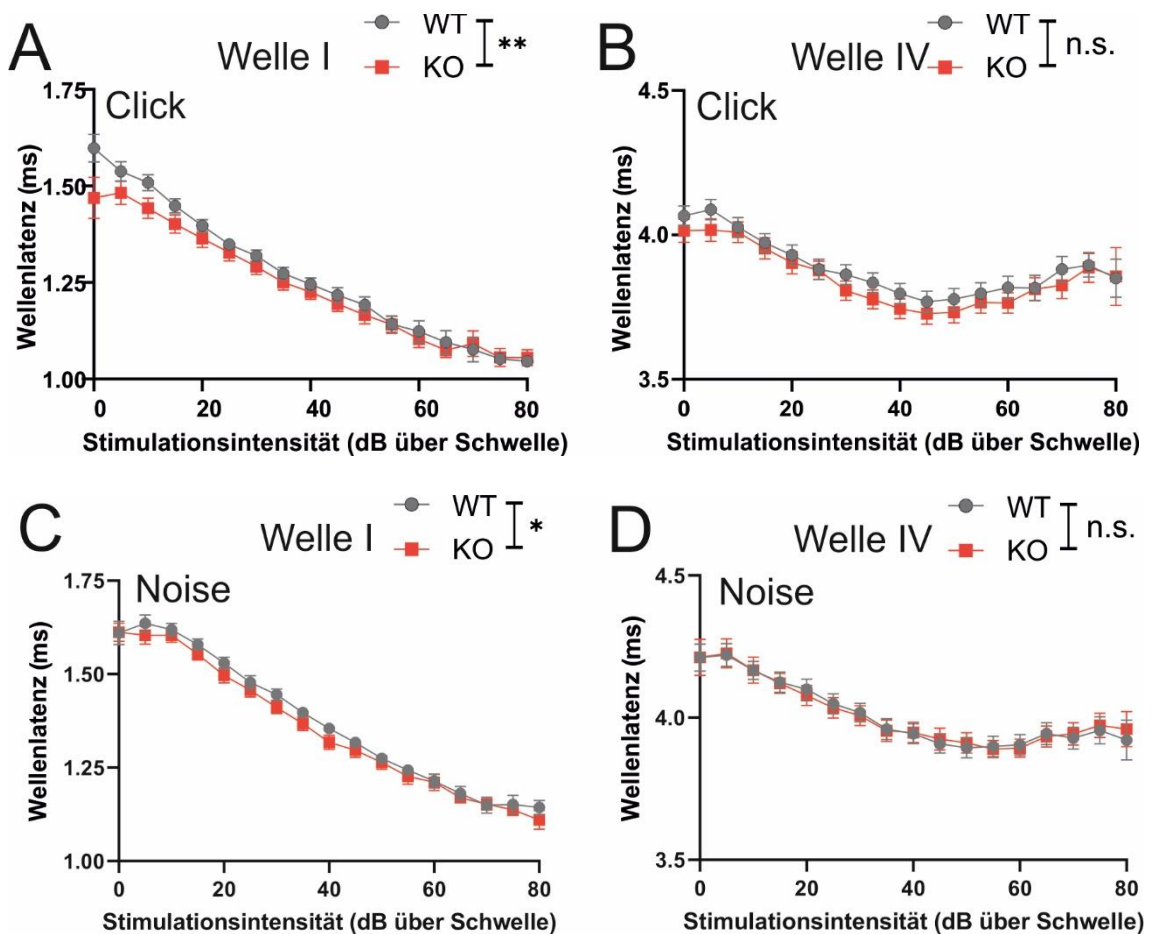 A
Welle I
WT
KO
**
Click
1.75
1.50
1.25
1.00
Wellenlatenz (ms)
0 20 40 60 80
Stimulationsintensität (dB über Schwelle)
B
Welle IV
WT
KO
n.s.
Click
4.5
4.0
3.5
Wellenlatenz (ms)
0 20 40 60 80
Stimulationsintensität (dB über Schwelle)
C
Welle I
WT
KO
*
Noise
1.75
1.50
1.25
1.00
Wellenlatenz (ms)
0 20 40 60 80
Stimulationsintensität (dB über Schwelle)
D
Welle IV
WT
KO
n.s.
Noise
4.5
4.0
3.5
Wellenlatenz (ms)
0 20 40 60 80
Stimulationsintensität (dB über Schwelle)